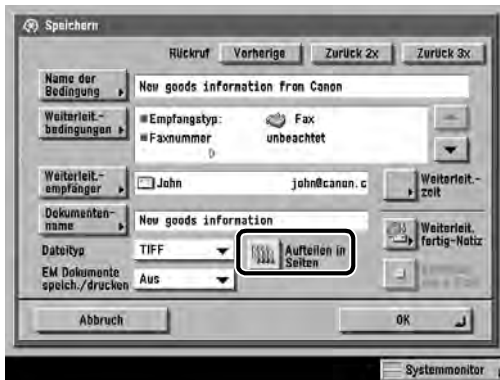 Speichern
Rückruf
Vorherige
Zurück 2x
Zurück 3x
Name der
Bedingung
New goods information from Canon
Weiterleit.-
bedingungen
Empfangstyp: Fax
Faxnummer unbeachtet
Weiterleit.-
empfänger
John john@canon.c
Weiterleit.-
zeit
Dokumenten-
name
New goods information
Weiterleit.
fertig-Notiz
Dateityp
TIFF
Aufteilen in
Seiten
EM Dokumente
speich./drucken
Aus
Abbruch
OK
Systemmonitor